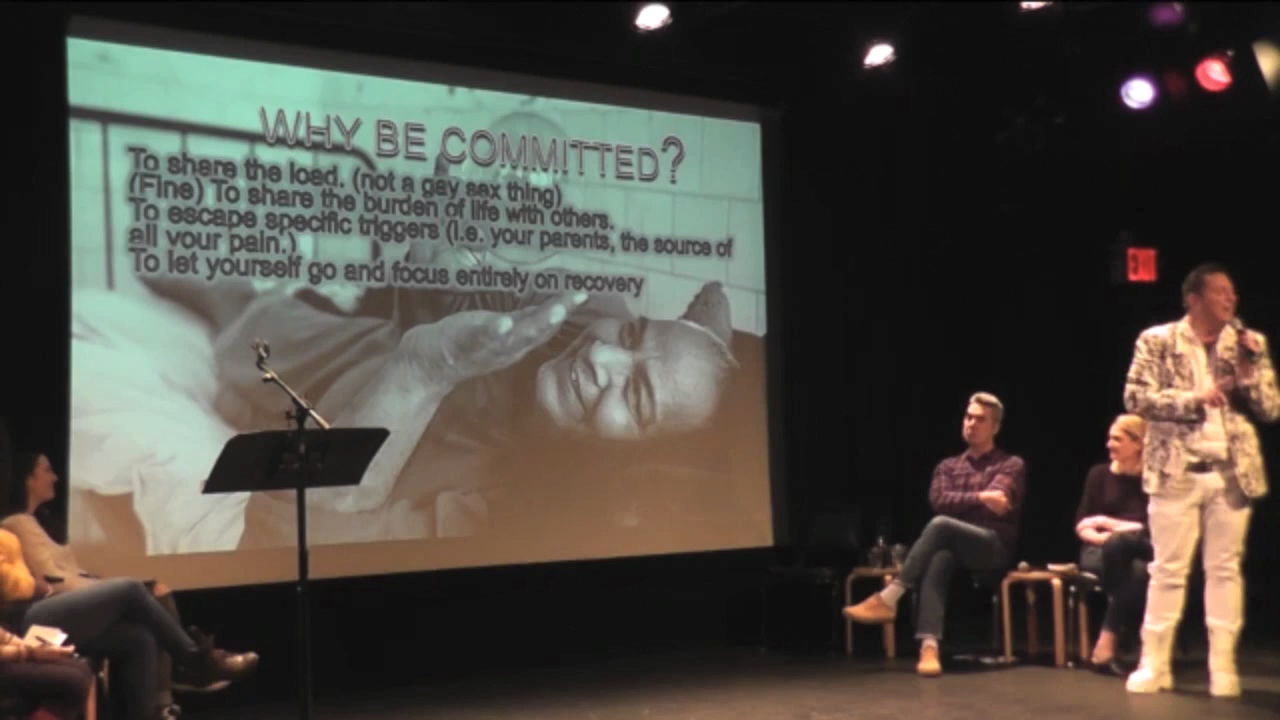 WHY BE COMMITTED?
To share the load. (not a gay sex thing)
(Fine) To share the burden of life with others.
To escape specific triggers (i.e. your parents, the source of
all your pain.)
To let yourself go and focus entirely on recovery
EXIT